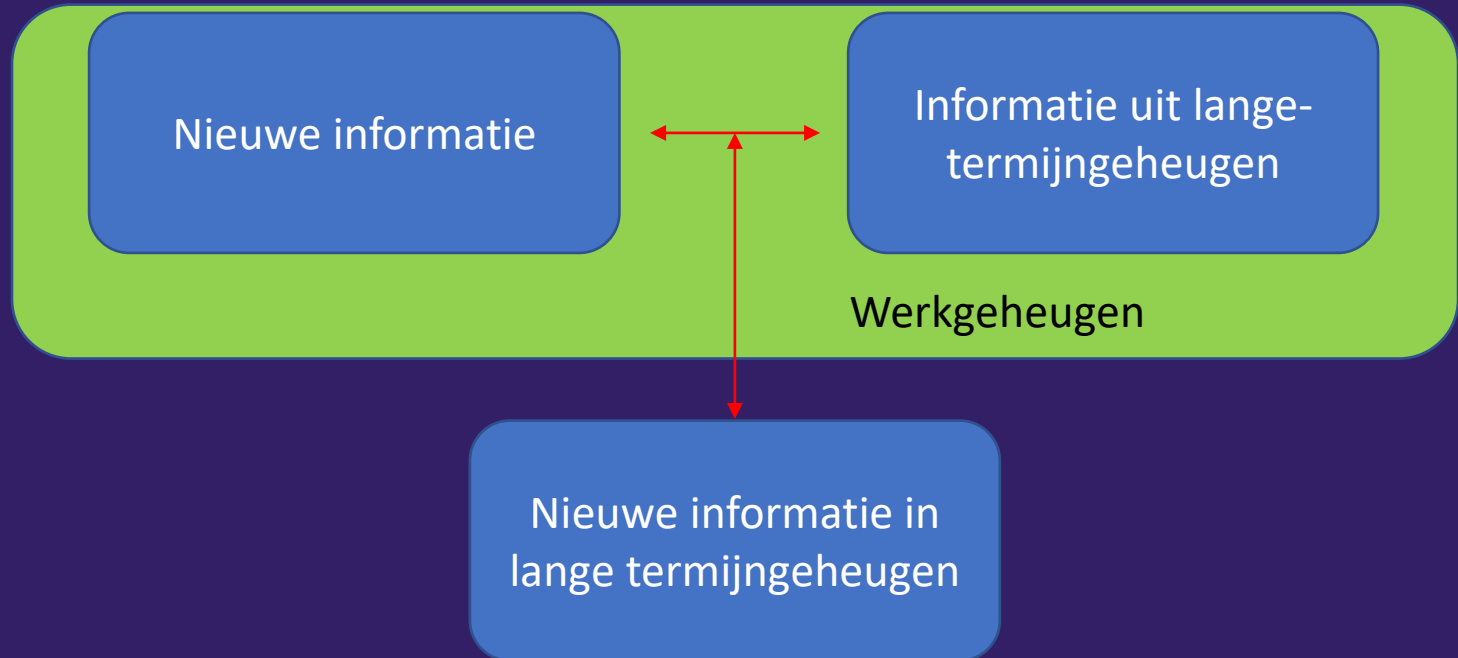 Nieuwe informatie
Informatie uit lange-
termijngeheugen
Werkgeheugen
Nieuwe informatie in
lange termijngeheugen